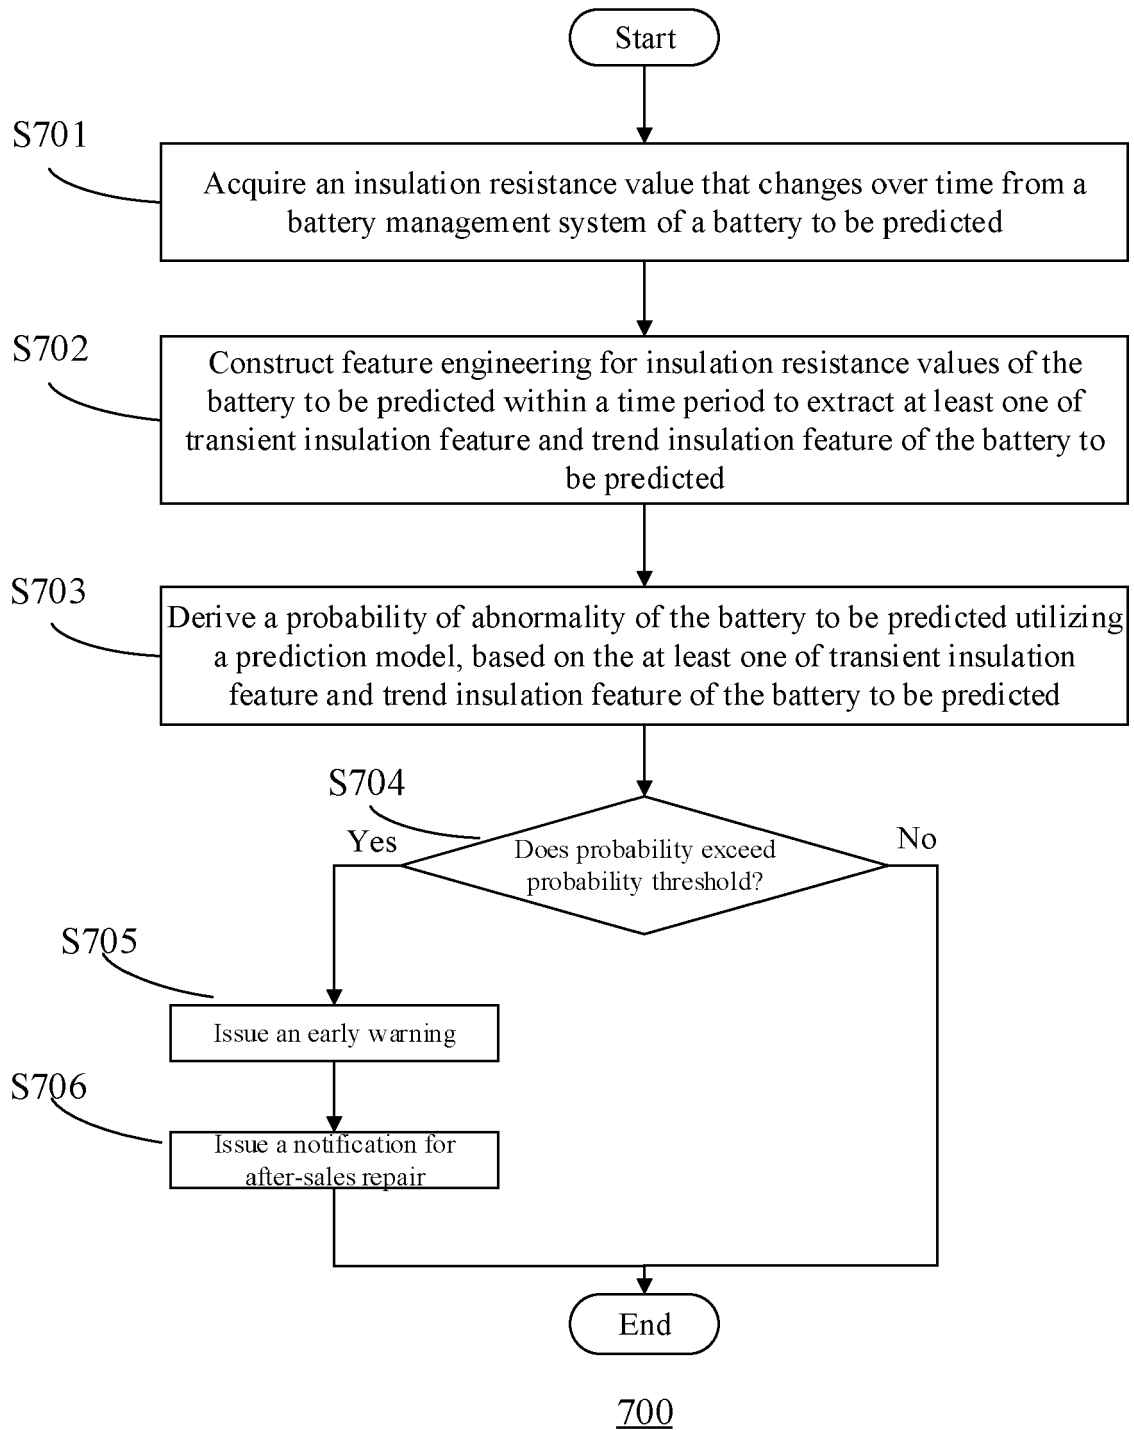 Start
S701
Acquire an insulation resistance value that changes over time from a
battery management system of a battery to be predicted
S702
Construct feature engineering for insulation resistance values of the
battery to be predicted within a time period to extract at least one of
transient insulation feature and trend insulation feature of the battery to
be predicted
S703
Derive a probability of abnormality of the battery to be predicted utilizing
a prediction model, based on the at least one of transient insulation
feature and trend insulation feature of the battery to be predicted
S704
Yes
No
Does probability exceed
probability threshold?
S705
Issue an early warning
S706
Issue a notification for
after-sales repair
End
700